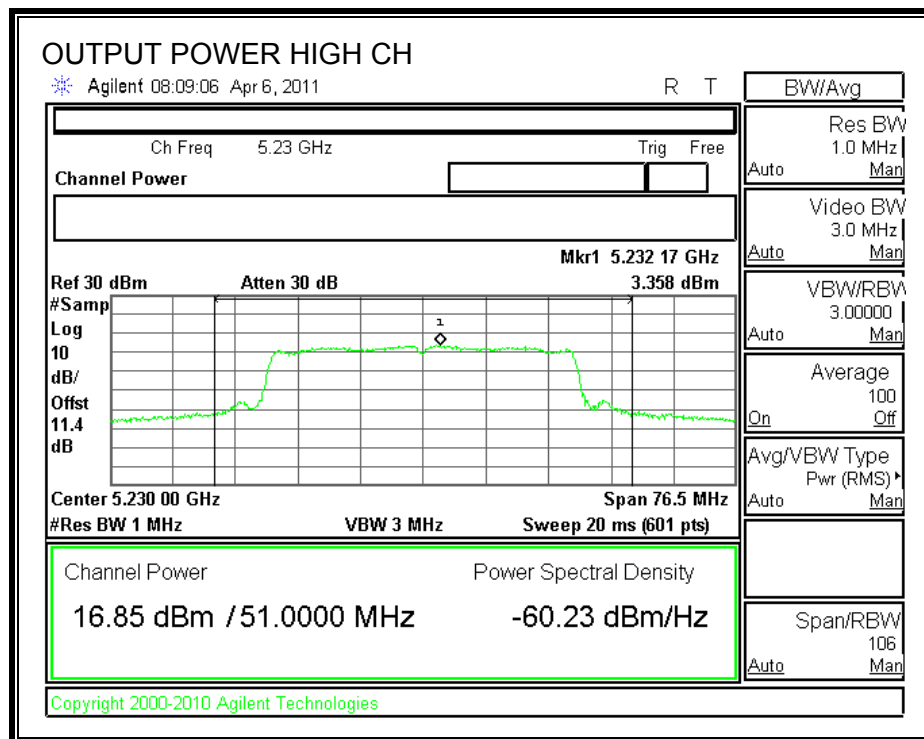 OUTPUT POWER HIGH CH
Agilent 08:09:06 Apr 6, 2011 R T
BW/Avg
Ch Freq 5.23 GHz Trig Free
Channel Power
Mkr1 5.232 17 GHz
Ref 30 dBm Atten 30 dB 3.358 dBm
#Samp
Log
10
dB/
Offst
11.4
dB
1
Center 5.230 00 GHz Span 76.5 MHz
#Res BW 1 MHz VBW 3 MHz Sweep 20 ms (601 pts)
Channel Power Power Spectral Density
16.85 dBm / 51.0000 MHz -60.23 dBm/Hz
Res BW
1.0 MHz
Auto Man
Video BW
3.0 MHz
Auto Man
VBW/RBW
3.00000
Auto Man
Average
100
On Off
Avg/VBW Type
Pwr (RMS)
Auto Man
Span/RBW
106
Auto Man
Copyright 2000-2010 Agilent Technologies